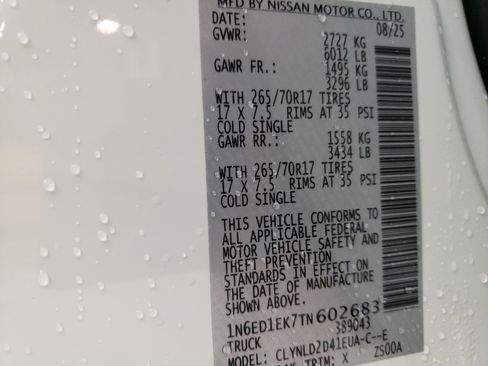 MFD BY NISSAN MOTOR CO., LTD.
DATE: 08/25
GVWR: 2727 KG
6012 LB
GAWR FR.: 1495 KG
3296 LB
WITH 265/70R17 TIRES
17 X 7.5 RIMS AT 35 PSI
COLD SINGLE
GAWR RR.: 1558 KG
3434 LB
WITH 265/70R17 TIRES
17 X 7.5 RIMS AT 35 PSI
COLD SINGLE
THIS VEHICLE CONFORMS TO
ALL APPLICABLE FEDERAL
MOTOR VEHICLE SAFETY AND
THEFT PREVENTION
STANDARDS IN EFFECT ON
THE DATE OF MANUFACTURE
SHOWN ABOVE.
1N6ED1EK7TN602683
TRUCK 389043
MODEL: CLYNLD2D41EUA-C--E
TRIM: X ZS00A